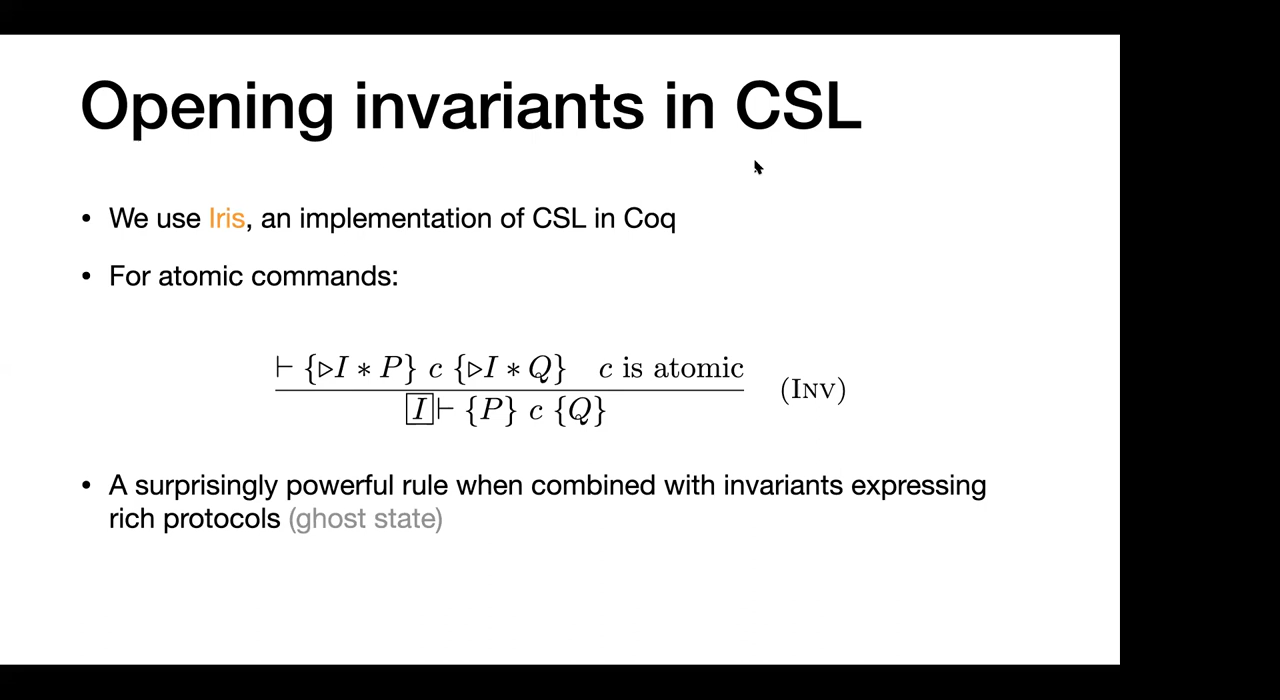 Opening invariants in CSL
• We use Iris, an implementation of CSL in Coq
• For atomic commands:
⊢ {▷I ∗ P} c {▷I ∗ Q}   c is atomic
(INV)
I ⊢ {P} c {Q}
• A surprisingly powerful rule when combined with invariants expressing
rich protocols (ghost state)